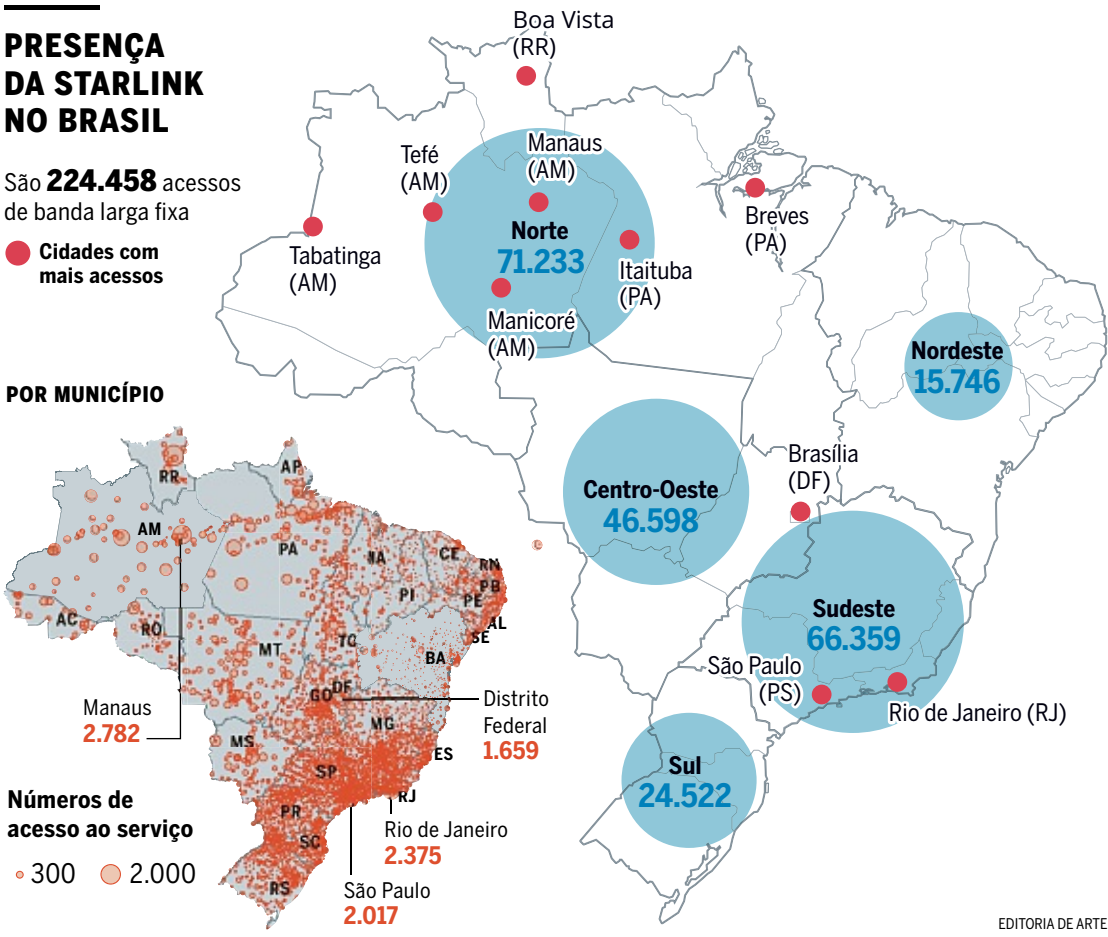 PRESENÇA
DA STARLINK
NO BRASIL
São 224.458 acessos
de banda larga fixa
Cidades com
mais acessos
Boa Vista
(RR)
Tefé
(AM)
Manaus
(AM)
Tabatinga
(AM)
Norte
71.233
Breves
(PA)
Itaituba
(PA)
Manicoré
(AM)
Nordeste
15.746
Brasília
(DF)
Centro-Oeste
46.598
Sudeste
66.359
São Paulo
(PS)
Rio de Janeiro (RJ)
Sul
24.522
POR MUNICÍPIO
RR
AP
AM
PA
MA
CE
RN
PB
PI
PE
AL
SE
AC
RO
TO
MT
BA
GO
DF
MG
MS
ES
SP
RJ
PR
SC
RS
Manaus
2.782
Distrito
Federal
1.659
Rio de Janeiro
2.375
São Paulo
2.017
Números de
acesso ao serviço
300
2.000
EDITORIA DE ARTE